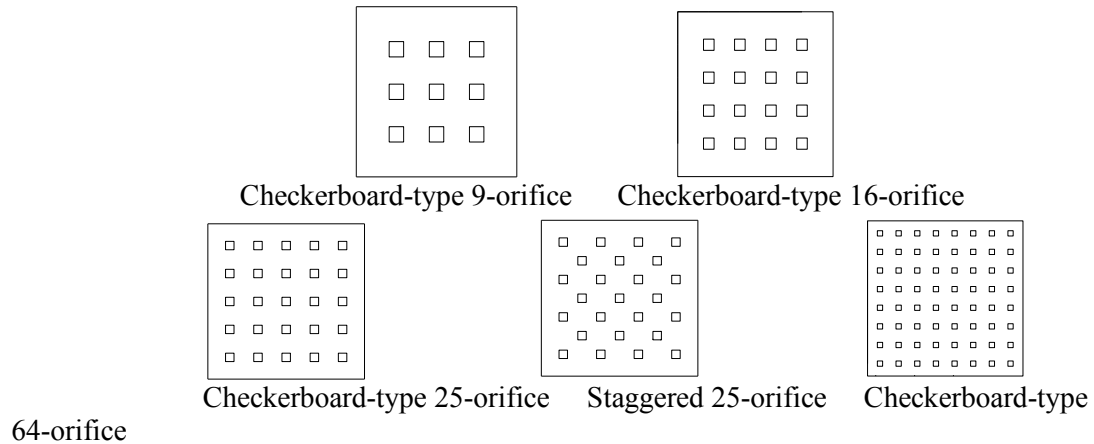 Checkerboard-type 9-orifice Checkerboard-type 16-orifice
Checkerboard-type 25-orifice Staggered 25-orifice Checkerboard-type
64-orifice